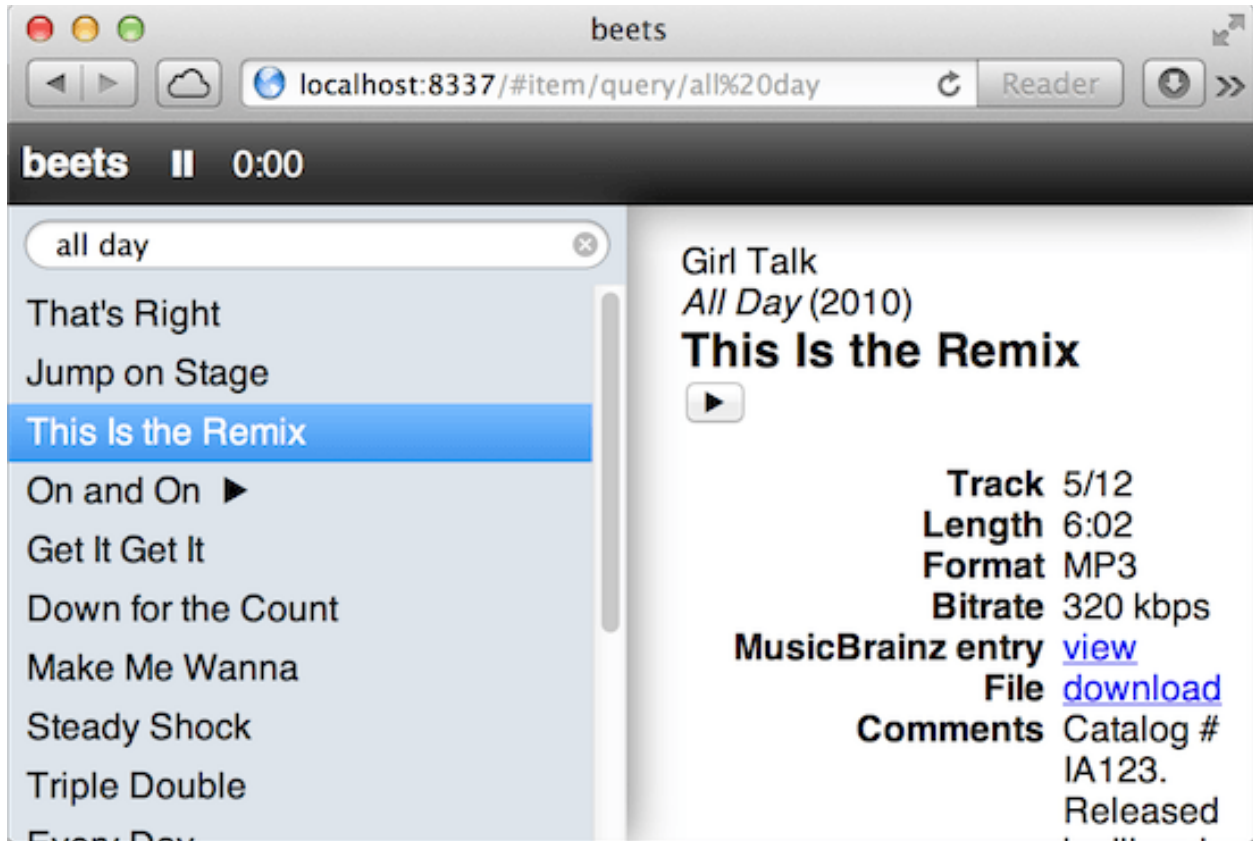 beets
localhost:8337/#item/query/all%20day
Reader
beets 0:00
all day
That's Right
Jump on Stage
This Is the Remix
On and On
Get It Get It
Down for the Count
Make Me Wanna
Steady Shock
Triple Double
Every Day
Girl Talk
All Day (2010)
This Is the Remix
Track 5/12
Length 6:02
Format MP3
Bitrate 320 kbps
MusicBrainz entry view
File download
Comments Catalog #
IA123.
Released